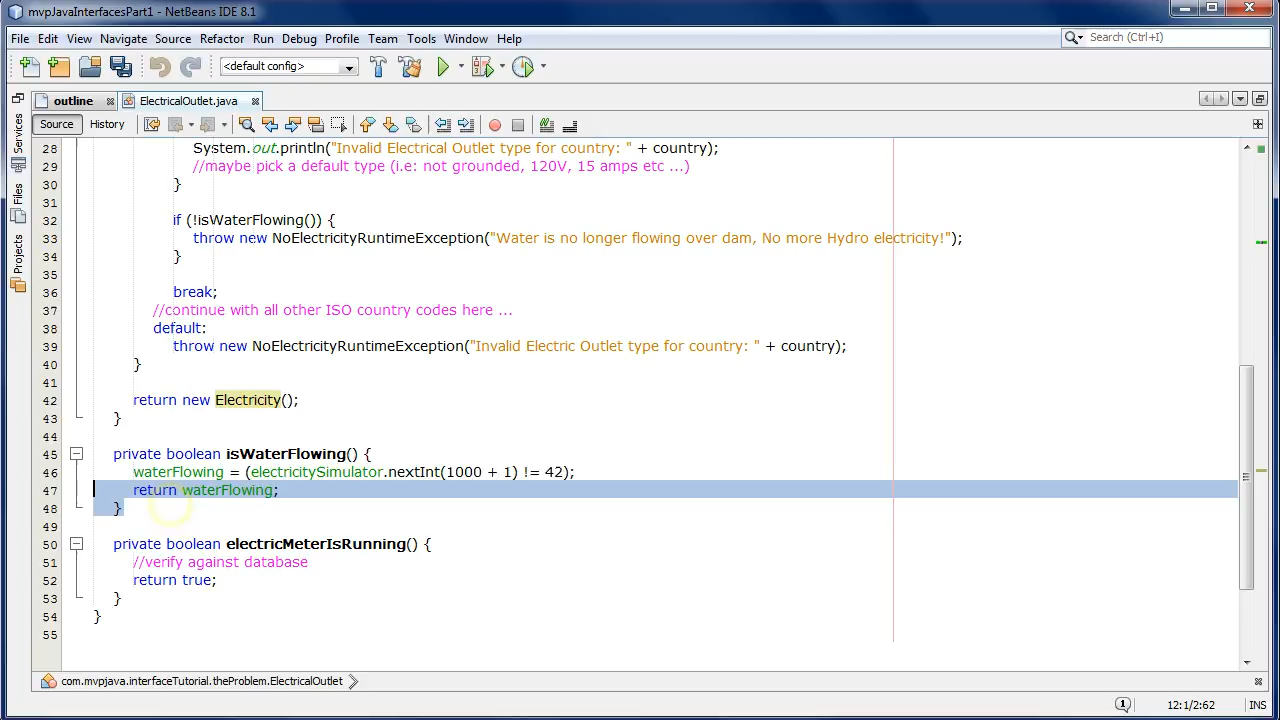 mvpJavaInterfacesPart1 - NetBeans IDE 8.1
File Edit View Navigate Source Refactor Run Debug Profile Team Tools Window Help
Search (Ctrl+I)
<default config>
outline
ElectricalOutlet.java
Source History
Services
Files
Projects
28 System.out.println("Invalid Electrical Outlet type for country: " + country);
29 //maybe pick a default type (i.e: not grounded, 120V, 15 amps etc ...)
30 }
31
32 if (!isWaterFlowing()) {
33 throw new NoElectricityRuntimeException("Water is no longer flowing over dam, No more Hydro electricity!");
34 }
35
36 break;
37 //continue with all other ISO country codes here ...
38 default:
39 throw new NoElectricityRuntimeException("Invalid Electric Outlet type for country: " + country);
40 }
41
42 return new Electricity();
43 }
44
45 private boolean isWaterFlowing() {
46 waterFlowing = (electricitySimulator.nextInt(1000 + 1) != 42);
47 return waterFlowing;
48 }
49
50 private boolean electricMeterIsRunning() {
51 //verify against database
52 return true;
53 }
54 }
55
com.mvpjava.interfaceTutorial.theProblem.ElectricalOutlet
1
12:1/2:62
INS